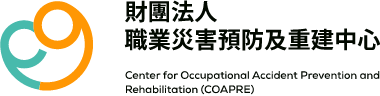 財團法人
職業災害預防及重建中心
Center for Occupational Accident Prevention and
Rehabilitation (COAPRE)